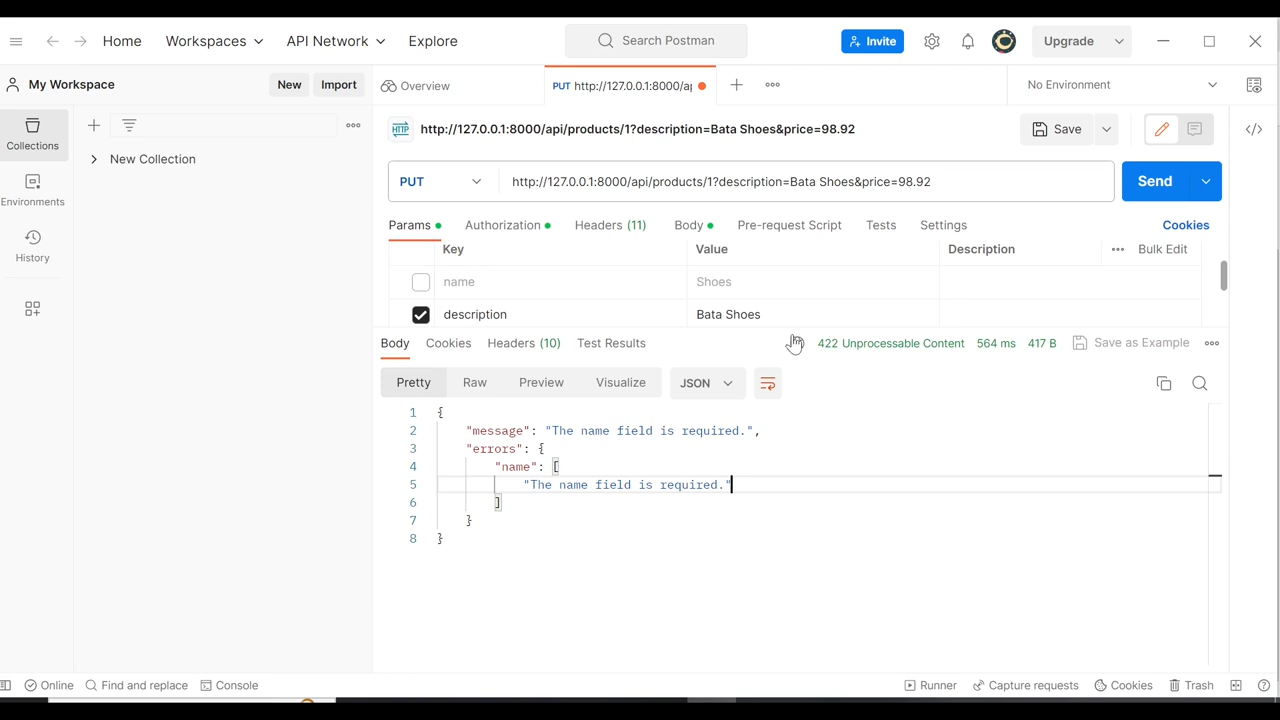 Home
Workspaces
API Network
Explore
Search Postman
Invite
Upgrade
My Workspace
New
Import
Overview
PUT http://127.0.0.1:8000/ap
No Environment
Collections
New Collection
HTTP
http://127.0.0.1:8000/api/products/1?description=Bata Shoes&price=98.92
Save
PUT
http://127.0.0.1:8000/api/products/1?description=Bata Shoes&price=98.92
Send
Environments
Params
Authorization
Headers (11)
Body
Pre-request Script
Tests
Settings
Cookies
History
Key
Value
Description
Bulk Edit
name
Shoes
description
Bata Shoes
Body
Cookies
Headers (10)
Test Results
422 Unprocessable Content
564 ms
417 B
Save as Example
Pretty
Raw
Preview
Visualize
JSON
1 {
2 "message": "The name field is required.",
3 "errors": {
4 "name": [
5 "The name field is required."
6 ]
7 }
8 }
Online
Find and replace
Console
Runner
Capture requests
Cookies
Trash